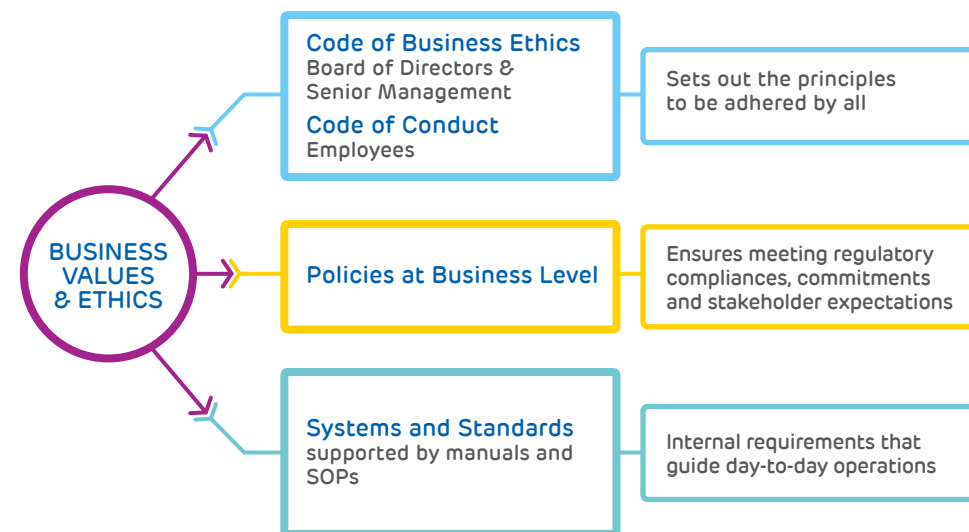 BUSINESS
VALUES
& ETHICS
Code of Business Ethics
Board of Directors &
Senior Management
Code of Conduct
Employees
Sets out the principles
to be adhered by all
Policies at Business Level
Ensures meeting regulatory
compliances, commitments
and stakeholder expectations
Systems and Standards
supported by manuals and
SOPs
Internal requirements that
guide day-to-day operations